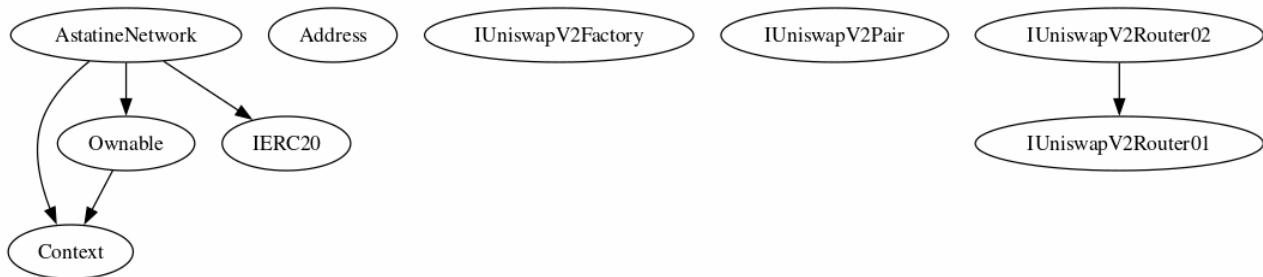 AstatineNetwork
Address
IUniswapV2Factory
IUniswapV2Pair
IUniswapV2Router02
Ownable
IERC20
IUniswapV2Router01
Context